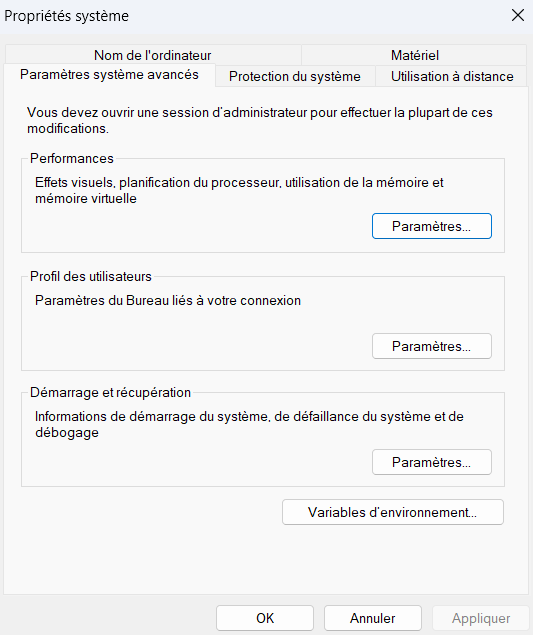 Propriétés système
Nom de l'ordinateur
Matériel
Paramètres système avancés
Protection du système
Utilisation à distance
Vous devez ouvrir une session d'administrateur pour effectuer la plupart de ces
modifications.
Performances
Effets visuels, planification du processeur, utilisation de la mémoire et
mémoire virtuelle
Paramètres...
Profil des utilisateurs
Paramètres du Bureau liés à votre connexion
Paramètres...
Démarrage et récupération
Informations de démarrage du système, de défaillance du système et de
débogage
Paramètres...
Variables d'environnement...
OK
Annuler
Appliquer